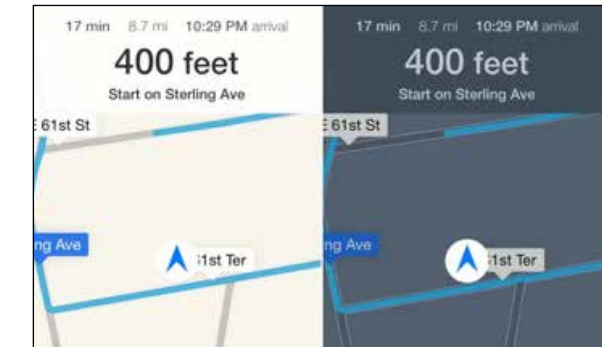 17 min 8.7 mi 10:29 PM arrival
400 feet
Start on Sterling Ave
E 61st St
ng Ave
61st Ter
17 min 8.7 mi 10:29 PM arrival
400 feet
Start on Sterling Ave
E 61st St
ng Ave
1st Ter